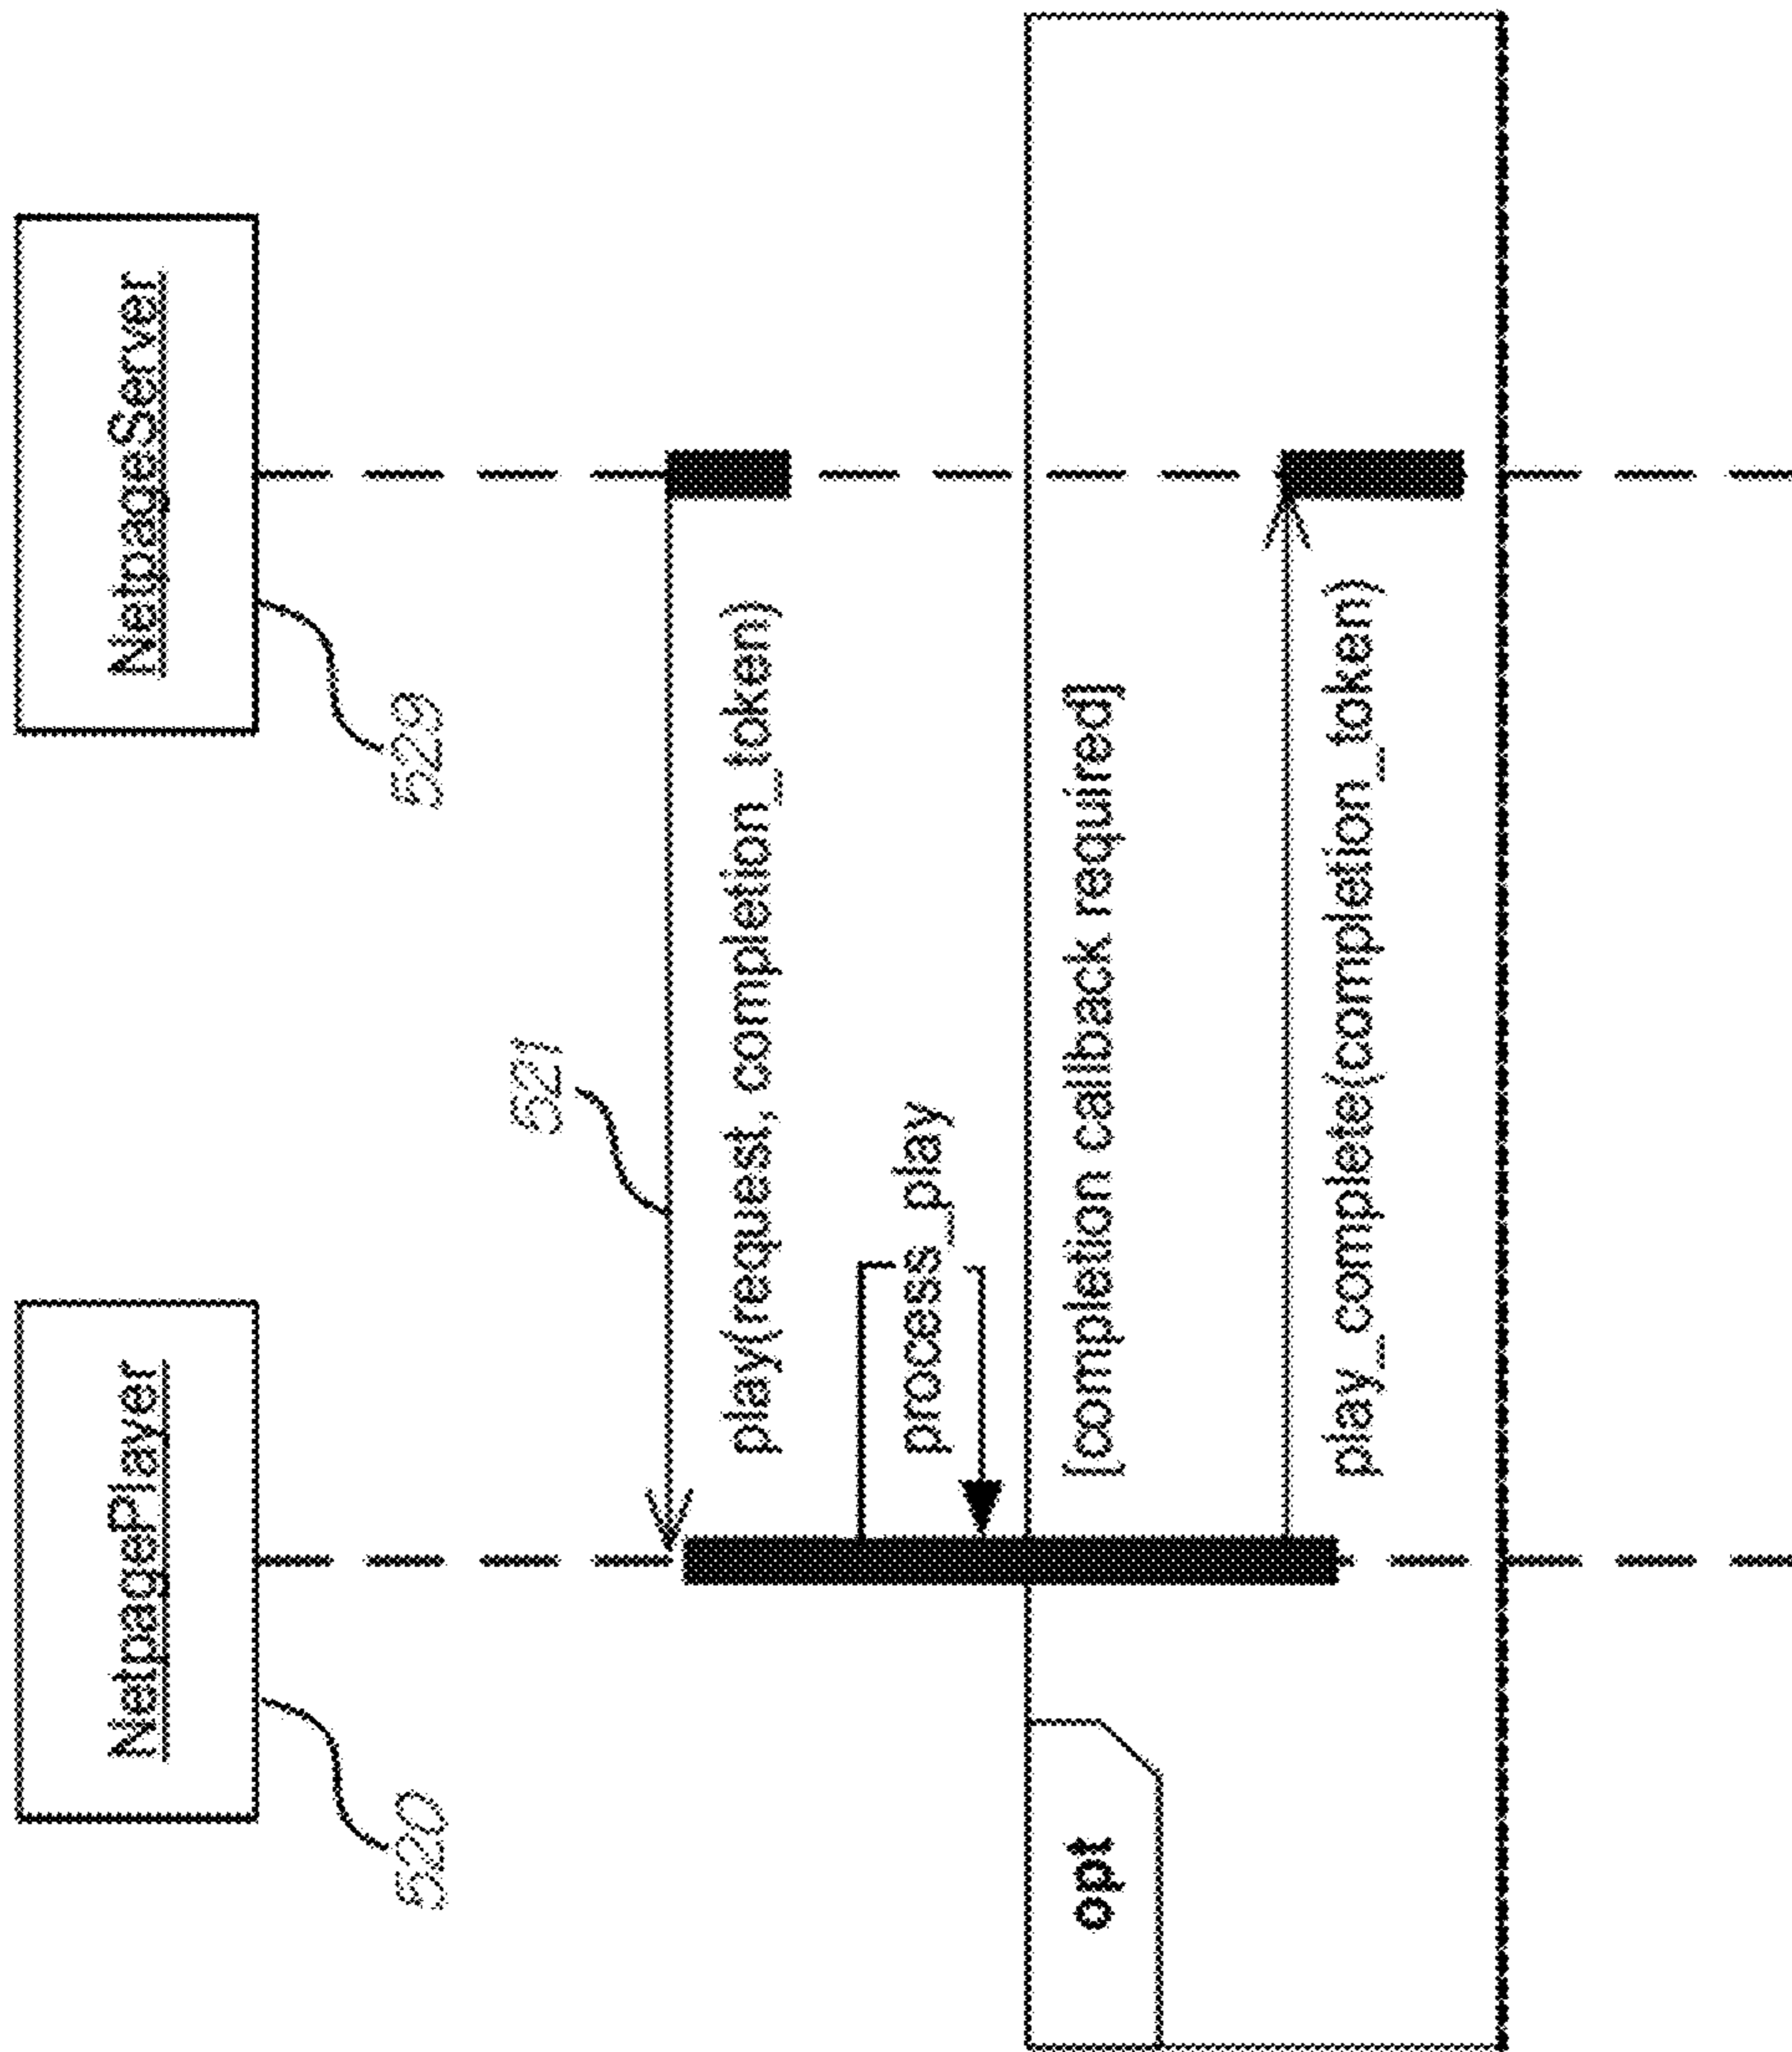 NetpagePlayer
NetpageServer
520
529
521
play(request, completion_token)
process_play
opt
[completion callback required]
play_complete(completion_token)